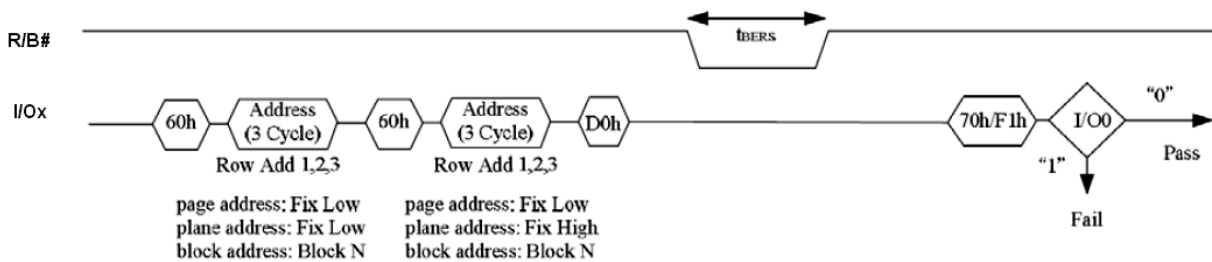 R/B#
tBERS
I/Ox
60h
Address
(3 Cycle)
60h
Address
(3 Cycle)
D0h
70h/F1h
I/O0
"0"
Pass
"1"
Fail
Row Add 1,2,3
Row Add 1,2,3
page address: Fix Low
plane address: Fix Low
block address: Block N
page address: Fix Low
plane address: Fix High
block address: Block N